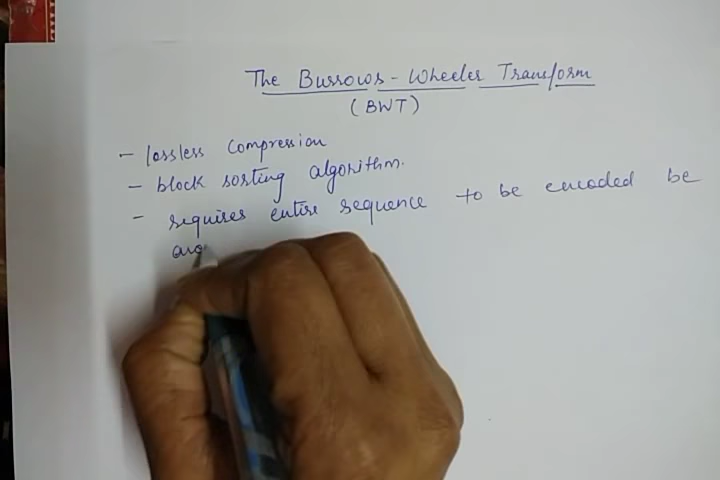 The Burrows-Wheeler Transform
(BWT)
- lossless compression
- block sorting algorithm.
- requires entire sequence to be encoded be